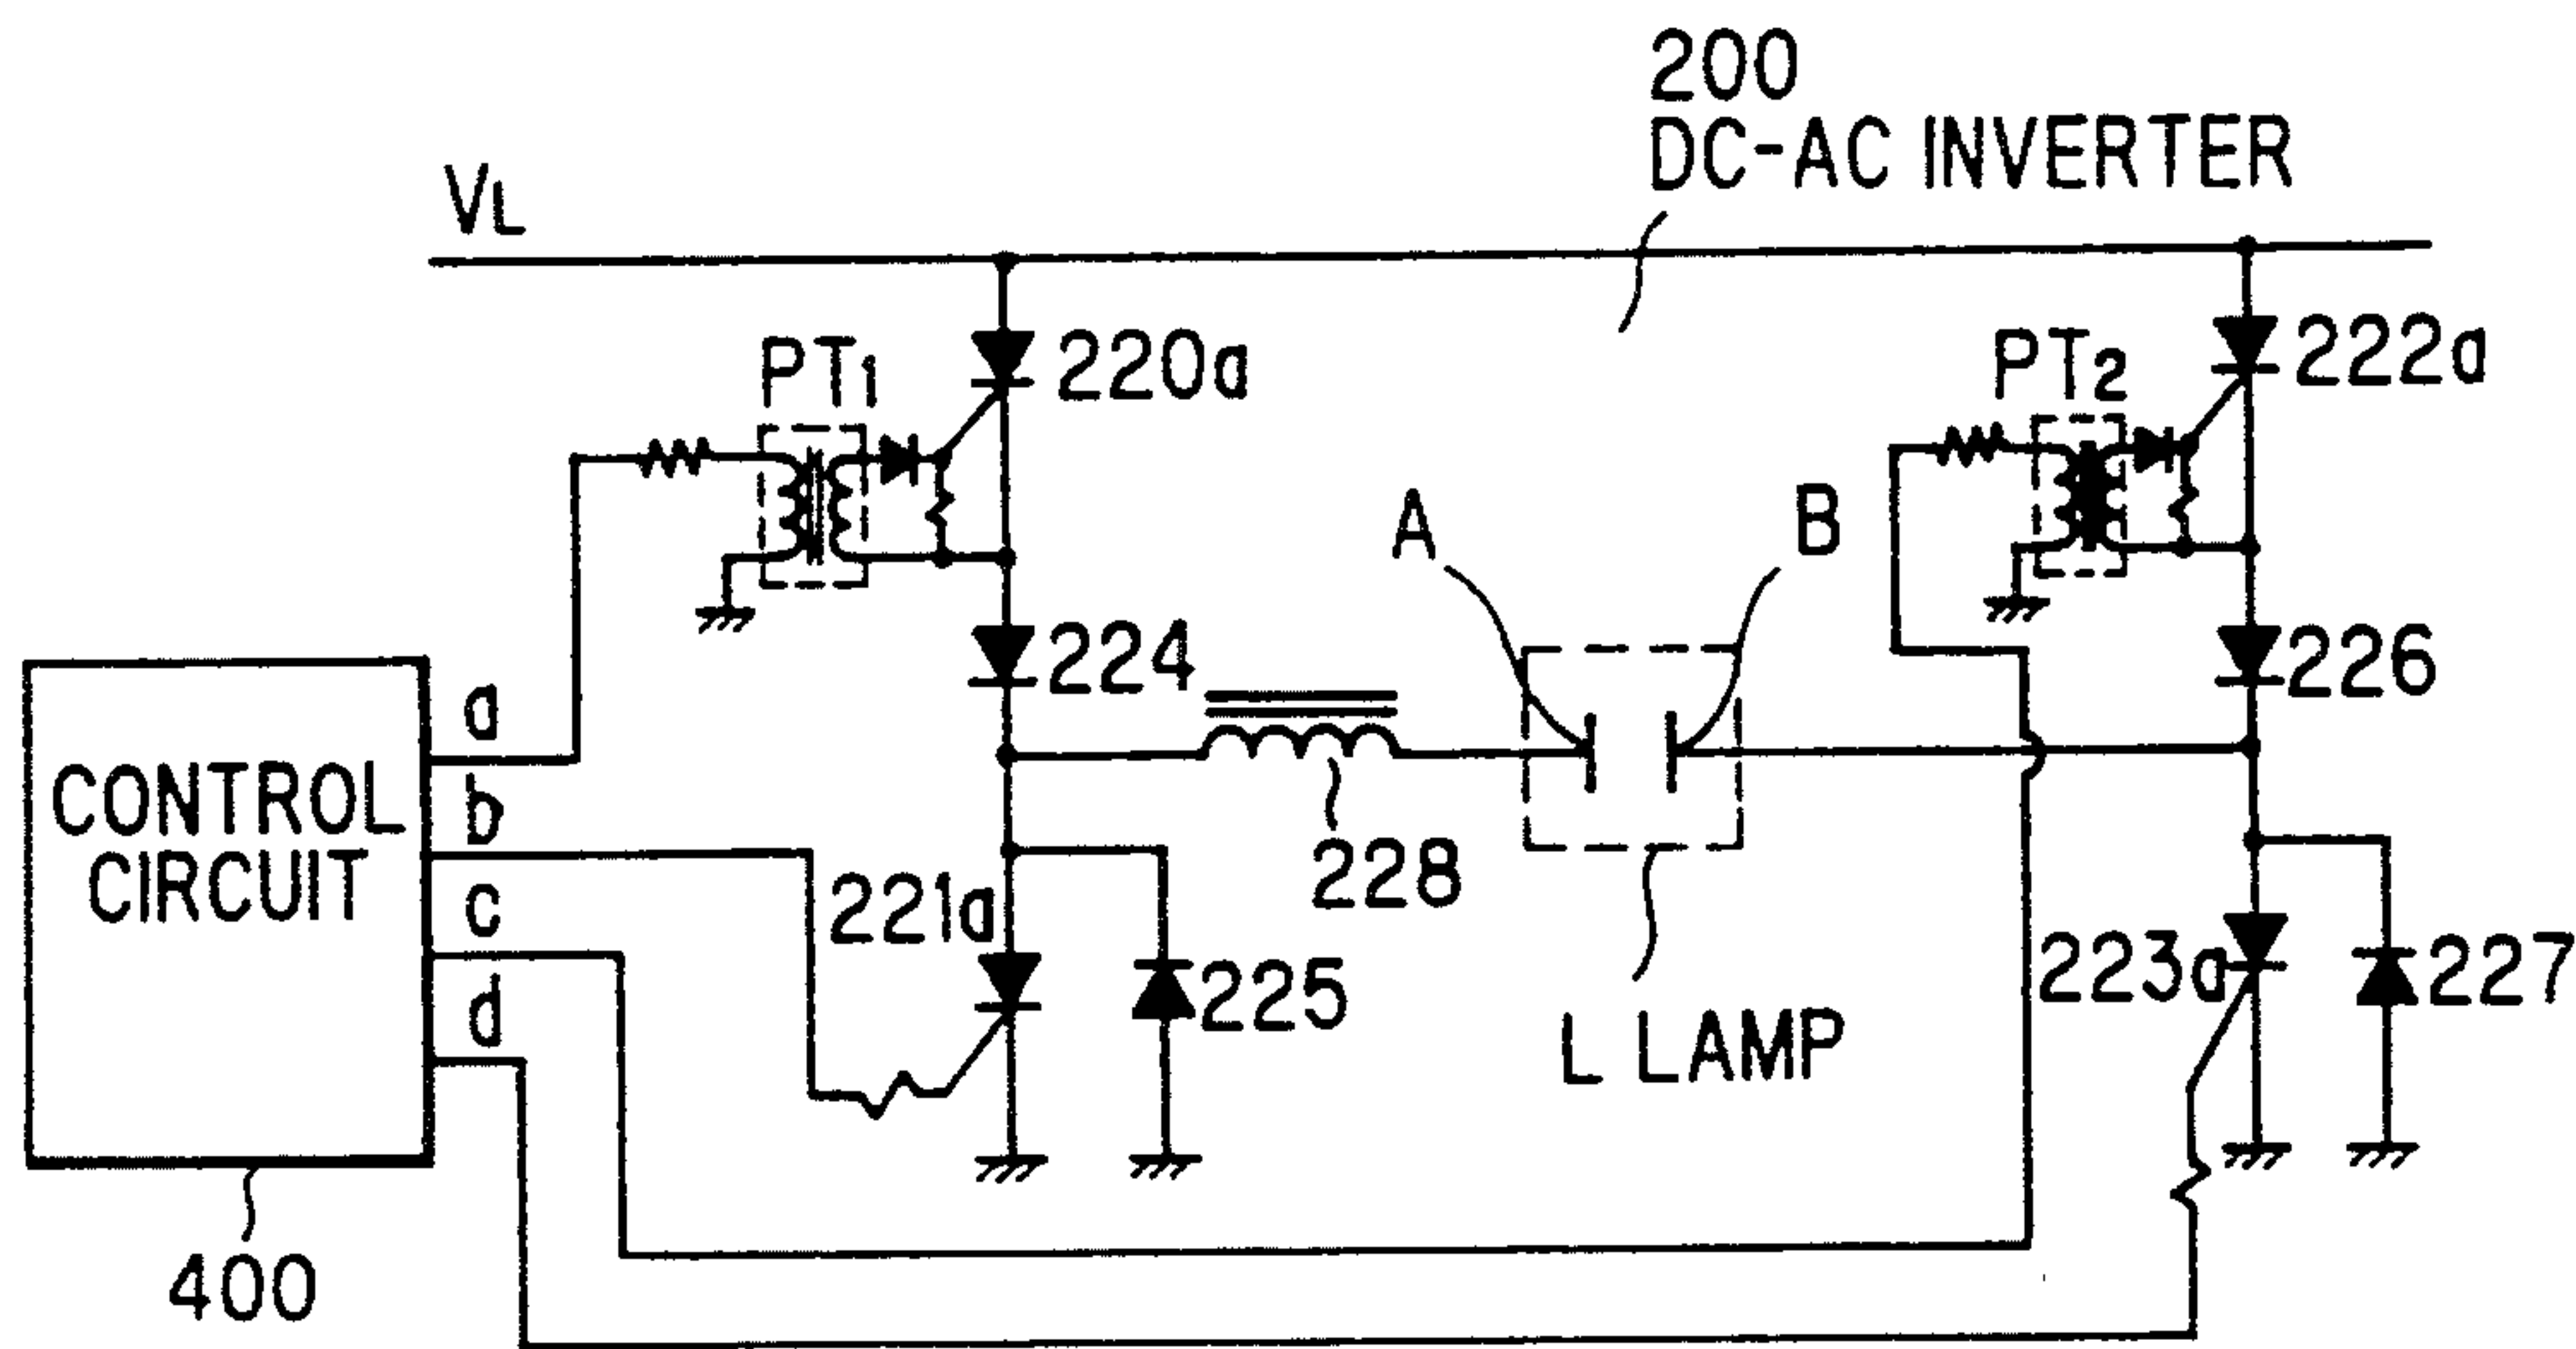 200
DC-AC INVERTER
VL
PT1
220a
PT2
222a
A
B
224
226
a
b
c
d
CONTROL
CIRCUIT
221a
225
228
223a
227
L LAMP
400